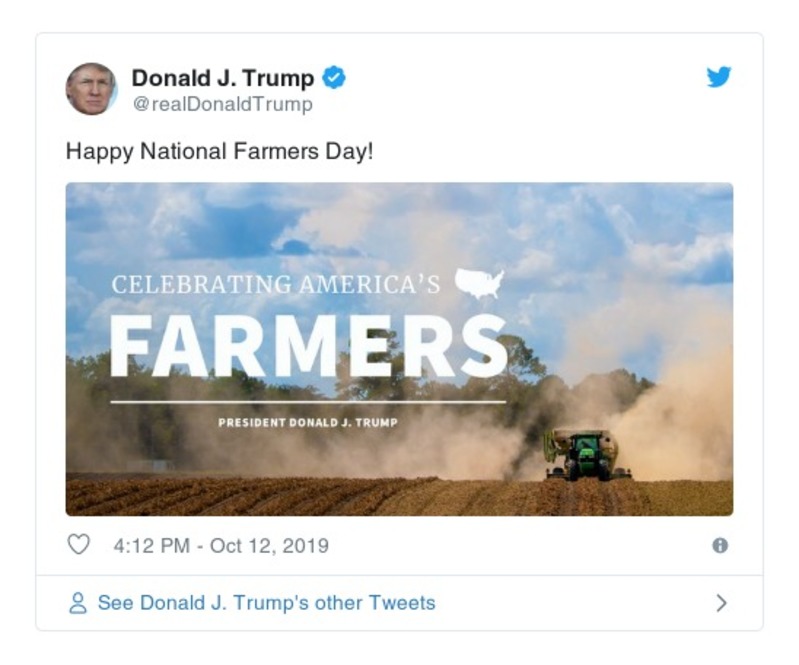 Donald J. Trump
@realDonaldTrump
Happy National Farmers Day!
CELEBRATING AMERICA'S
FARMERS
PRESIDENT DONALD J. TRUMP
4:12 PM - Oct 12, 2019
See Donald J. Trump's other Tweets